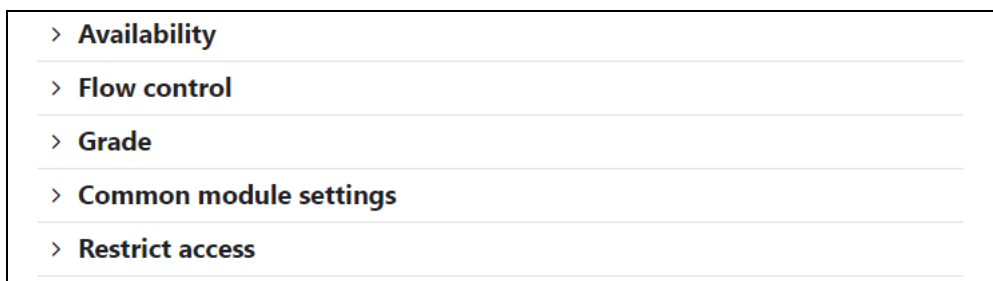 Availability
Flow control
Grade
Common module settings
Restrict access